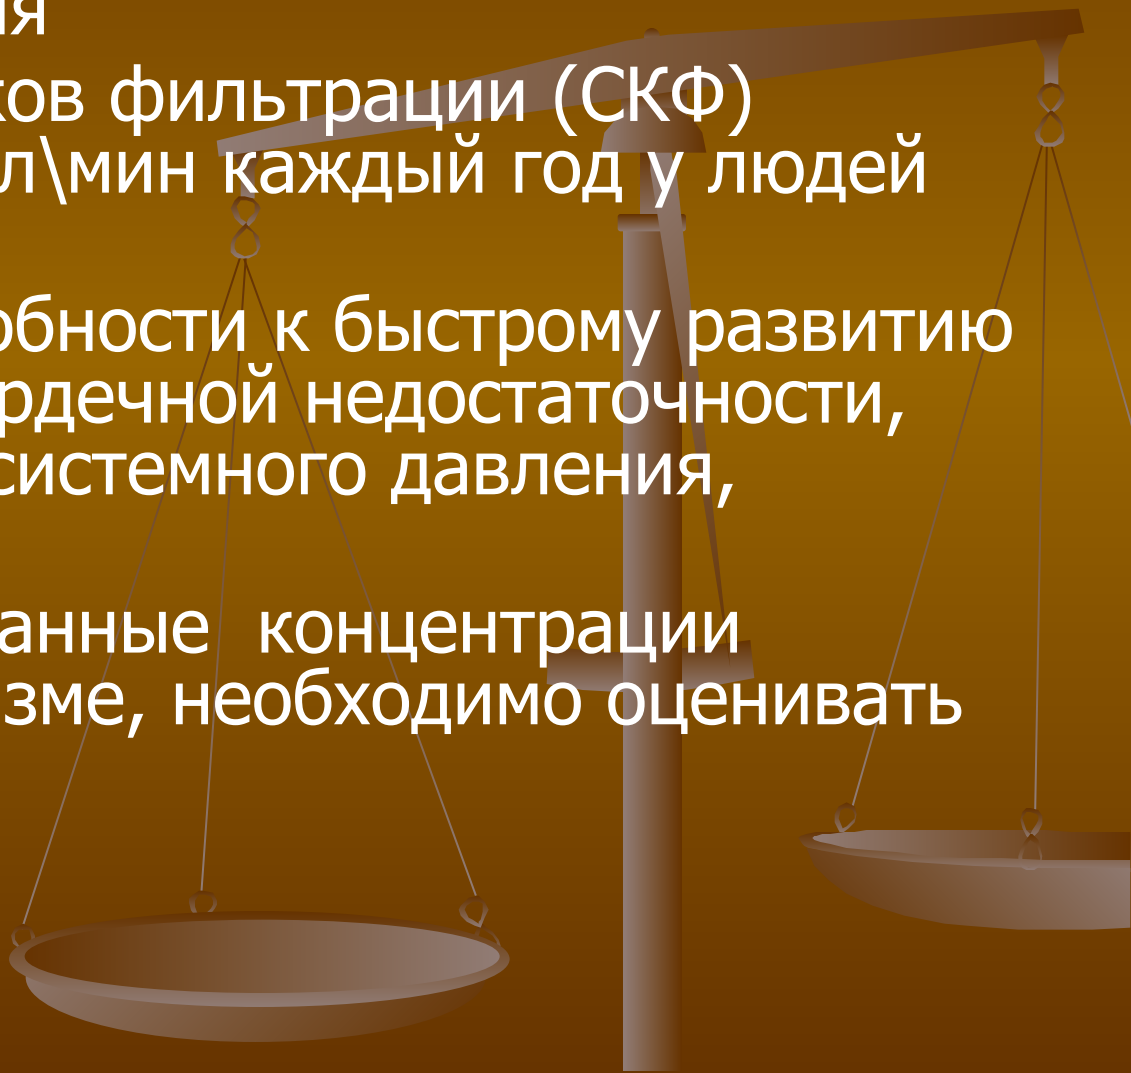 ия
ков фильтрации (СКФ)
л\мин каждый год у людей
обности к быстрому развитию
рдечной недостаточности,
системного давления,
анные концентрации
изме, необходимо оценивать